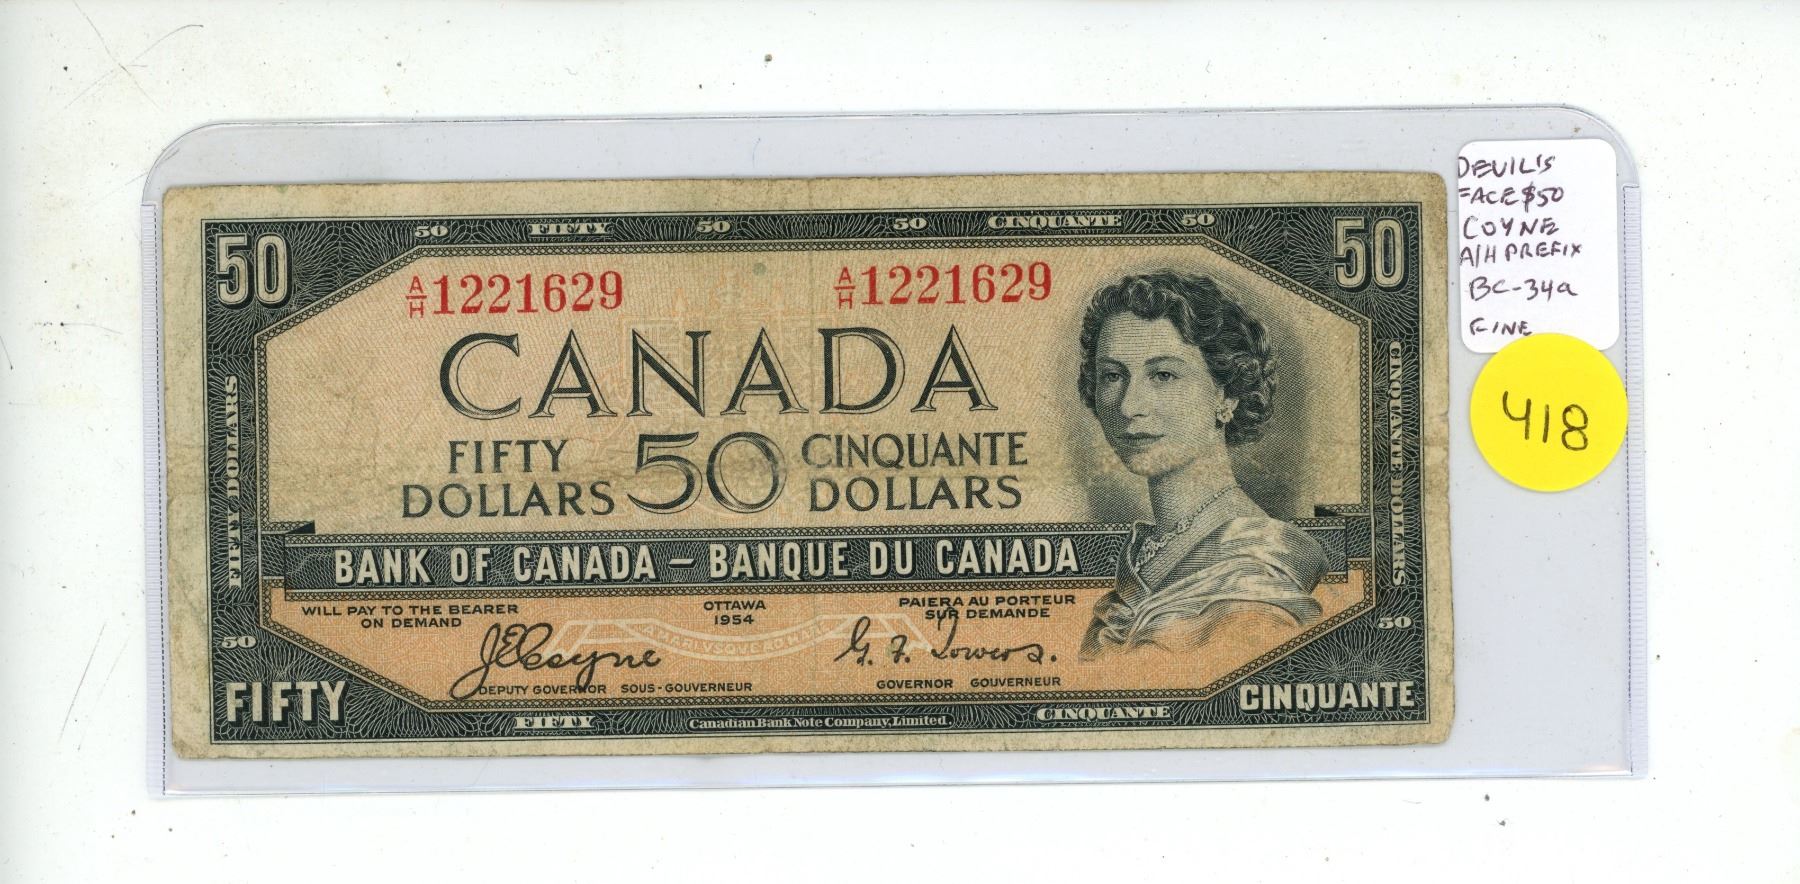 50 FIFTY 50 50 CINQUANTE 50
50 50
A/H 1221629 A/H 1221629
CANADA
FIFTY 50 CINQUANTE
DOLLARS DOLLARS
FIFTY DOLLARS
CINQUANTE DOLLARS
BANK OF CANADA – BANQUE DU CANADA
WILL PAY TO THE BEARER
ON DEMAND
OTTAWA
1954
PAIERA AU PORTEUR
SUR DEMANDE
50 50
JECoyne G. F. Towers.
DEPUTY GOVERNOR SOUS-GOUVERNEUR GOVERNOR GOUVERNEUR
FIFTY CINQUANTE
FIFTY Canadian Bank Note Company, Limited CINQUANTE
DEVIL'S
FACE $50
COYNE
A/H PREFIX
BC-34a
FINE
418